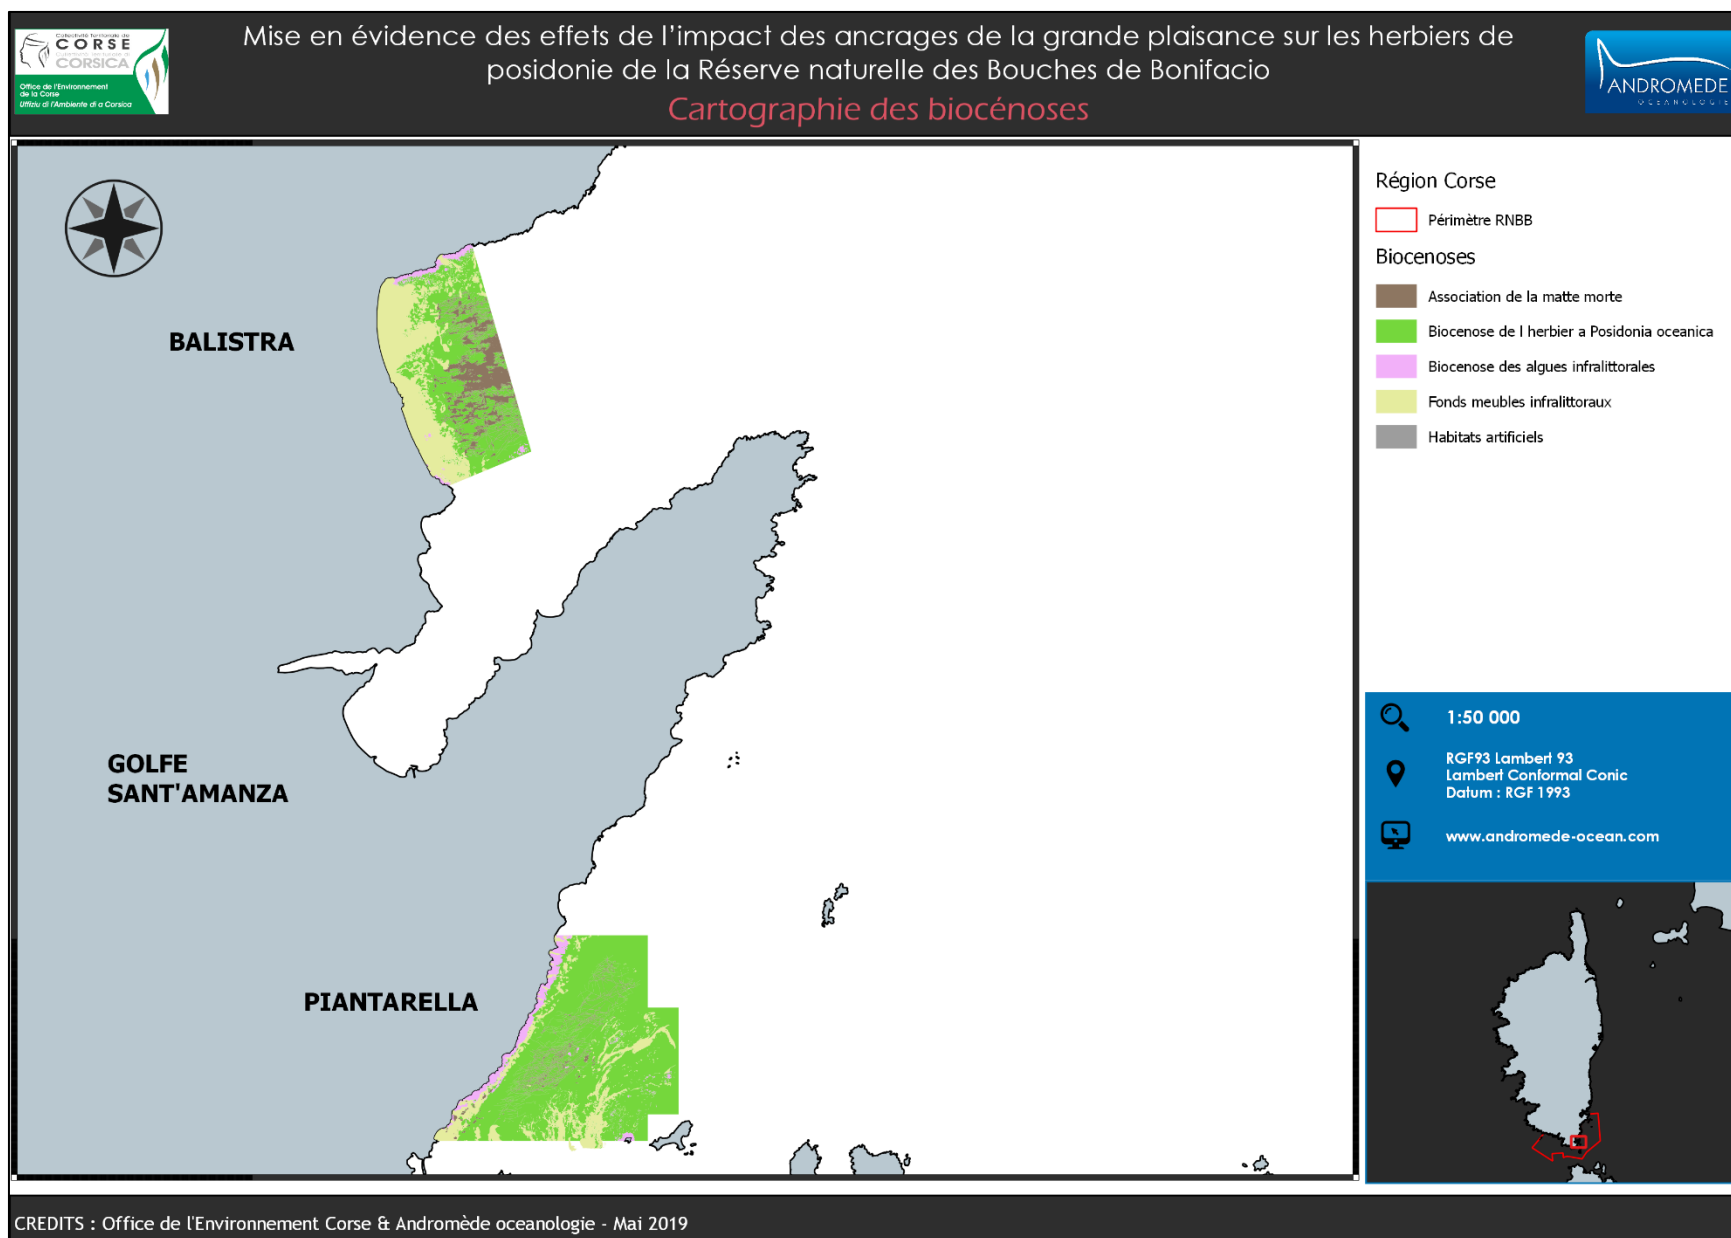 Collectivité Territoriale de
CORSE
CORSICA
Office de l'Environnement
de la Corse
Uffiziu di l'Ambiente di a Corsica
Mise en évidence des effets de l'impact des ancrages de la grande plaisance sur les herbiers de
posidonie de la Réserve naturelle des Bouches de Bonifacio
Cartographie des biocénoses
ANDROMEDE
OCEANOLOGIE
BALISTRA
GOLFE
SANT'AMANZA
PIANTARELLA
Région Corse
Périmètre RNBB
Biocenoses
Association de la matte morte
Biocenose de l herbier a Posidonia oceanica
Biocenose des algues infralittorales
Fonds meubles infralittoraux
Habitats artificiels
1:50 000
RGF93 Lambert 93
Lambert Conformal Conic
Datum : RGF 1993
www.andromede-ocean.com
CREDITS : Office de l'Environnement Corse & Andromède oceanologie - Mai 2019